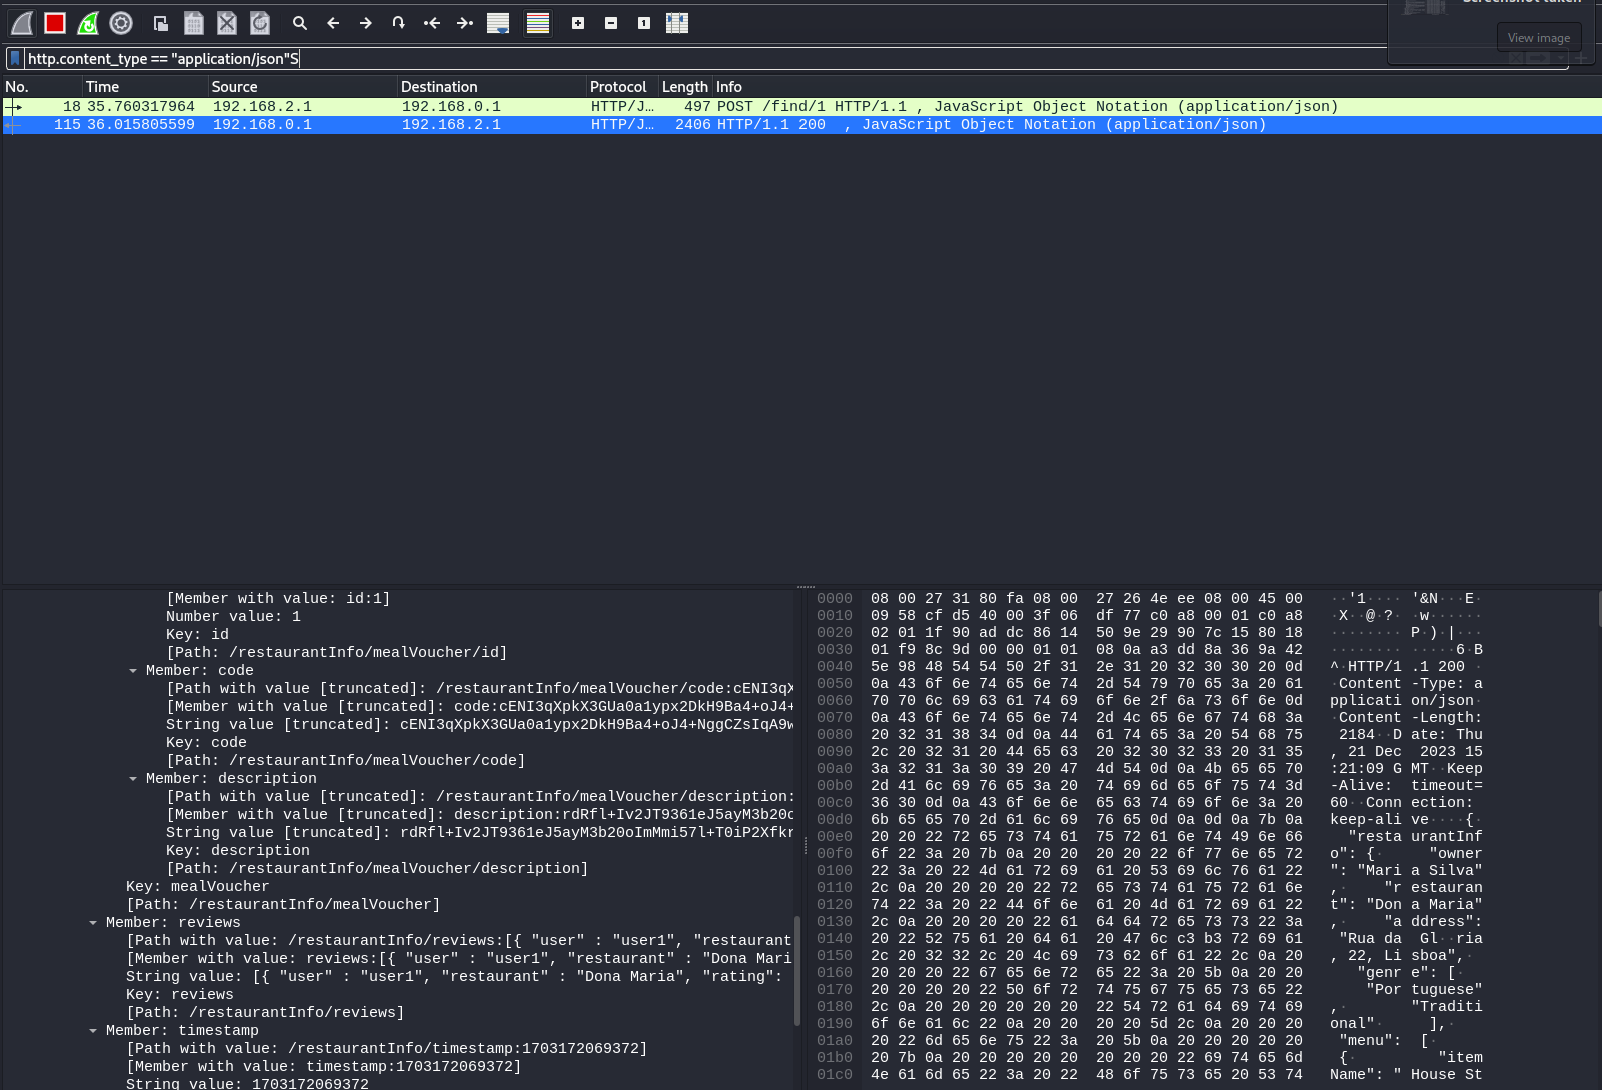 Screenshot taken
View image
http.content_type == "application/json"S
No. Time Source Destination Protocol Length Info
18 35.760317964 192.168.2.1 192.168.0.1 HTTP/J… 497 POST /find/1 HTTP/1.1 , JavaScript Object Notation (application/json)
115 36.015805599 192.168.0.1 192.168.2.1 HTTP/J… 2406 HTTP/1.1 200  , JavaScript Object Notation (application/json)
[Member with value: id:1]
Number value: 1
Key: id
[Path: /restaurantInfo/mealVoucher/id]
Member: code
[Path with value [truncated]: /restaurantInfo/mealVoucher/code:cENI3qX
[Member with value [truncated]: code:cENI3qXpkX3GUa0a1ypx2DkH9Ba4+oJ4+
String value [truncated]: cENI3qXpkX3GUa0a1ypx2DkH9Ba4+oJ4+NggCZsIqA9w
Key: code
[Path: /restaurantInfo/mealVoucher/code]
Member: description
[Path with value [truncated]: /restaurantInfo/mealVoucher/description:
[Member with value [truncated]: description:rdRfl+Iv2JT9361eJ5ayM3b20o
String value [truncated]: rdRfl+Iv2JT9361eJ5ayM3b20oImMmi57l+T0iP2Xfkr
Key: description
[Path: /restaurantInfo/mealVoucher/description]
Key: mealVoucher
[Path: /restaurantInfo/mealVoucher]
Member: reviews
[Path with value: /restaurantInfo/reviews:[{ "user" : "user1", "restaurant
[Member with value: reviews:[{ "user" : "user1", "restaurant" : "Dona Mari
String value: [{ "user" : "user1", "restaurant" : "Dona Maria", "rating":
Key: reviews
[Path: /restaurantInfo/reviews]
Member: timestamp
[Path with value: /restaurantInfo/timestamp:1703172069372]
[Member with value: timestamp:1703172069372]
String value: 1703172069372
0000 08 00 27 31 80 fa 08 00 27 26 4e ee 08 00 45 00 ··'1···· '&N···E·
0010 09 58 cf d5 40 00 3f 06 df 77 c0 a8 00 01 c0 a8 ·X··@·?· ·w······
0020 02 01 1f 90 ad dc 86 14 50 9e 29 90 7c 15 80 18 ········ P·)·|···
0030 01 f9 8c 9d 00 00 01 01 08 0a a3 dd 8a 36 9a 42 ········ ·····6·B
0040 5e 98 48 54 54 50 2f 31 2e 31 20 32 30 30 20 0d ^·HTTP/1 .1 200 ·
0050 0a 43 6f 6e 74 65 6e 74 2d 54 79 70 65 3a 20 61 ·Content -Type: a
0060 70 70 6c 69 63 61 74 69 6f 6e 2f 6a 73 6f 6e 0d pplicati on/json·
0070 0a 43 6f 6e 74 65 6e 74 2d 4c 65 6e 67 74 68 3a ·Content -Length:
0080 20 32 31 38 34 0d 0a 44 61 74 65 3a 20 54 68 75 2184··D ate: Thu
0090 2c 20 32 31 20 44 65 63 20 32 30 32 33 20 31 35 , 21 Dec 2023 15
00a0 3a 32 31 3a 30 39 20 47 4d 54 0d 0a 4b 65 65 70 :21:09 G MT··Keep
00b0 2d 41 6c 69 76 65 3a 20 74 69 6d 65 6f 75 74 3d -Alive: timeout=
00c0 36 30 0d 0a 43 6f 6e 6e 65 63 74 69 6f 6e 3a 20 60··Conn ection:
00d0 6b 65 65 70 2d 61 6c 69 76 65 0d 0a 0d 0a 7b 0a keep-ali ve····{·
00e0 20 20 22 72 65 73 74 61 75 72 61 6e 74 49 6e 66 "resta urantInf
00f0 6f 22 3a 20 7b 0a 20 20 20 20 22 6f 77 6e 65 72 o": {· "owner
0100 22 3a 20 22 4d 61 72 69 61 20 53 69 6c 76 61 22 ": "Mari a Silva"
0110 2c 0a 20 20 20 20 22 72 65 73 74 61 75 72 61 6e ,· "r estauran
0120 74 22 3a 20 22 44 6f 6e 61 20 4d 61 72 69 61 22 t": "Don a Maria"
0130 2c 0a 20 20 20 20 22 61 64 64 72 65 73 73 22 3a ,· "a ddress":
0140 20 22 52 75 61 20 64 61 20 47 6c c3 b3 72 69 61 "Rua da Gl··ria
0150 2c 20 32 32 2c 20 4c 69 73 62 6f 61 22 2c 0a 20 , 22, Li sboa",·
0160 20 20 20 22 67 65 6e 72 65 22 3a 20 5b 0a 20 20 "genr e": [·
0170 20 20 20 20 22 50 6f 72 74 75 67 75 65 73 65 22 "Por tuguese"
0180 2c 0a 20 20 20 20 20 20 22 54 72 61 64 69 74 69 ,· "Traditi
0190 6f 6e 61 6c 22 0a 20 20 20 20 5d 2c 0a 20 20 20 onal"· ],·
01a0 20 22 6d 65 6e 75 22 3a 20 5b 0a 20 20 20 20 20 "menu": [·
01b0 20 7b 0a 20 20 20 20 20 20 20 20 22 69 74 65 6d {· "item
01c0 4e 61 6d 65 22 3a 20 22 48 6f 75 73 65 20 53 74 Name": " House St